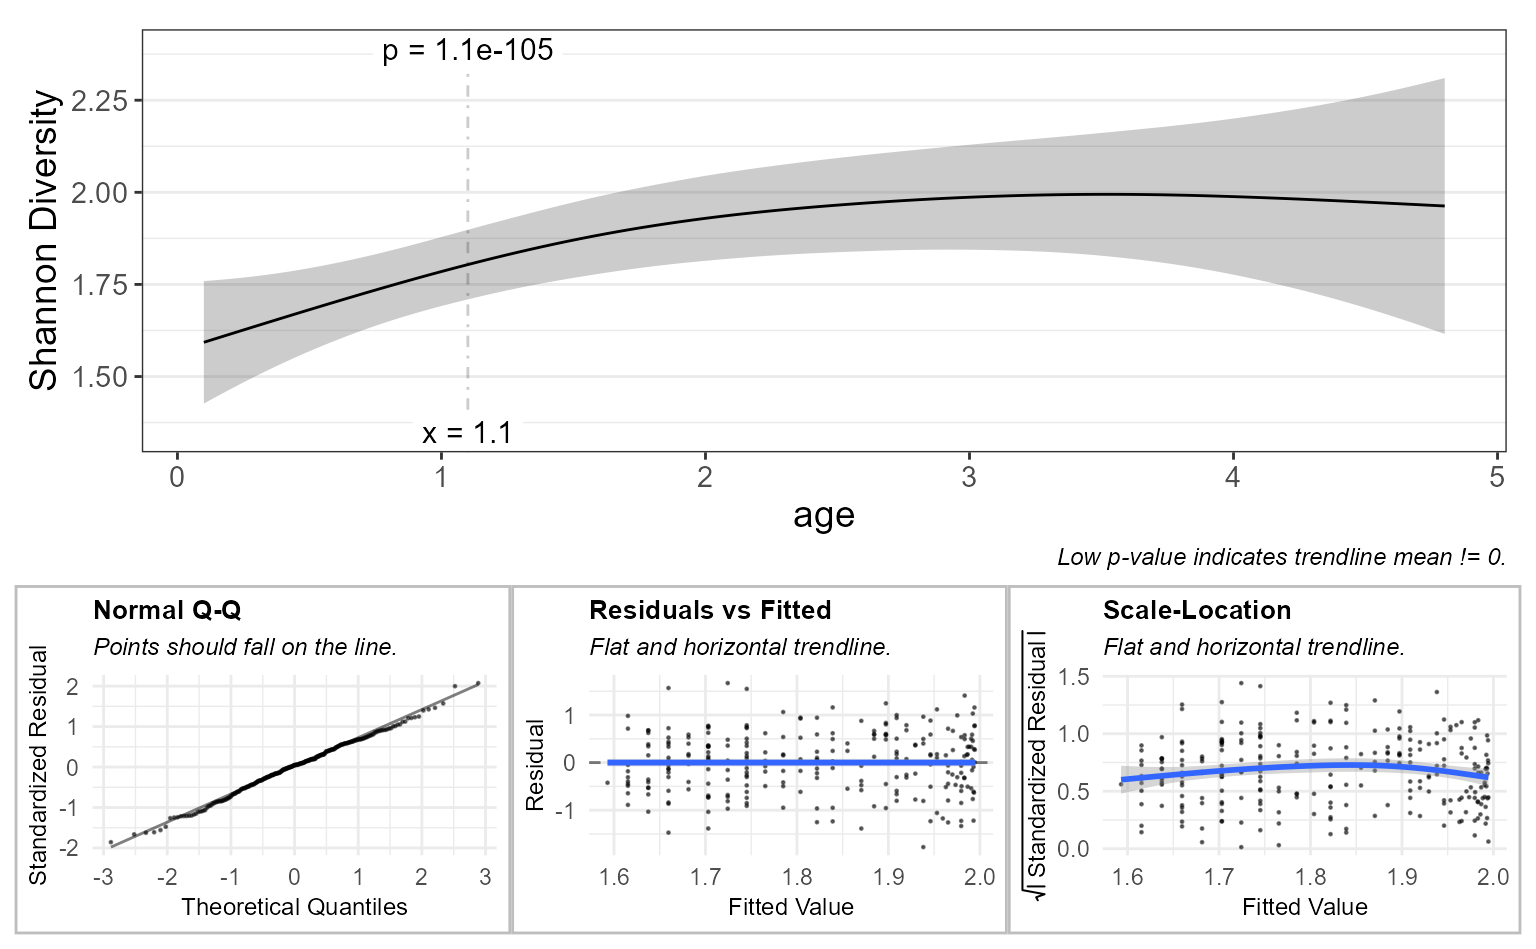 p = 1.1e-105
Shannon Diversity
2.25
2.00
1.75
1.50
x = 1.1
0 1 2 3 4 5
age
Low p-value indicates trendline mean != 0.
Normal Q-Q
Points should fall on the line.
Standardized Residual
2
1
0
-1
-2
-3 -2 -1 0 1 2 3
Theoretical Quantiles
Residuals vs Fitted
Flat and horizontal trendline.
Residual
1
0
-1
1.6 1.7 1.8 1.9 2.0
Fitted Value
Scale-Location
Flat and horizontal trendline.
√| Standardized Residual |
1.5
1.0
0.5
0.0
1.6 1.7 1.8 1.9 2.0
Fitted Value